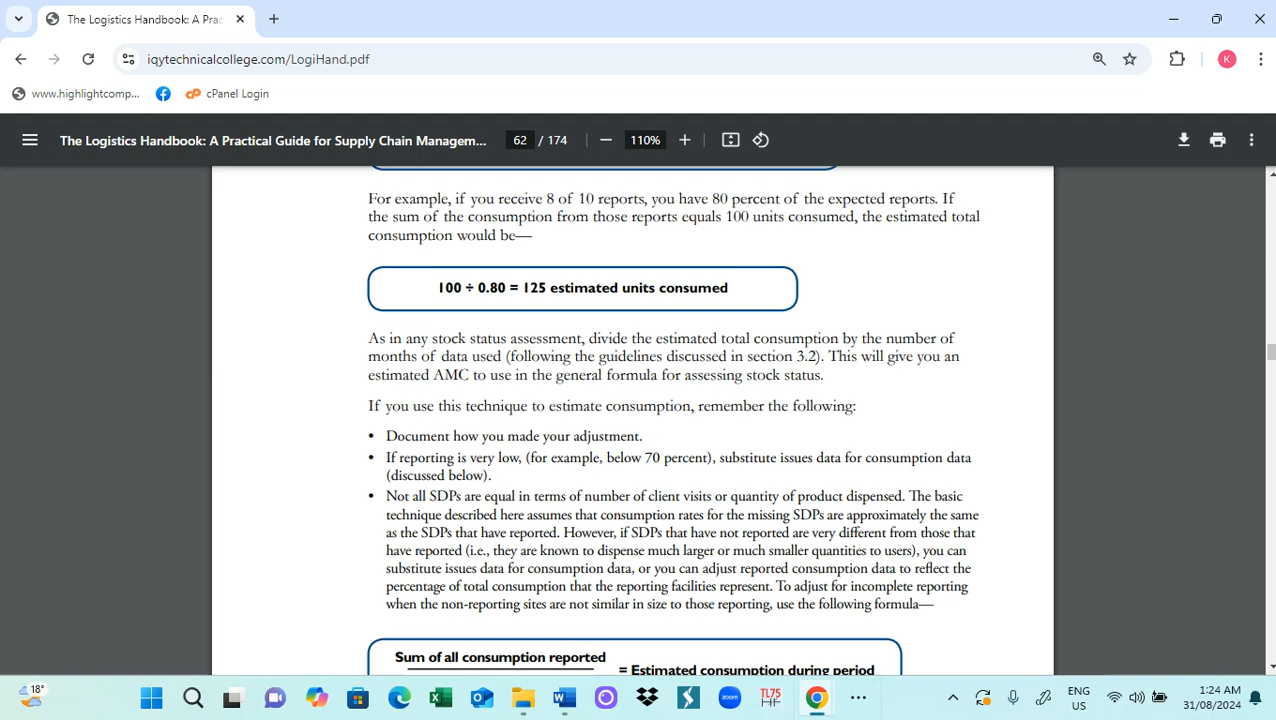 The Logistics Handbook: A Prac
iqytechnicalcollege.com/LogiHand.pdf
K
www.highlightcomp...
cP cPanel Login
The Logistics Handbook: A Practical Guide for Supply Chain Managem...
62 / 174
110%
For example, if you receive 8 of 10 reports, you have 80 percent of the expected reports. If
the sum of the consumption from those reports equals 100 units consumed, the estimated total
consumption would be—
100 ÷ 0.80 = 125 estimated units consumed
As in any stock status assessment, divide the estimated total consumption by the number of
months of data used (following the guidelines discussed in section 3.2). This will give you an
estimated AMC to use in the general formula for assessing stock status.
If you use this technique to estimate consumption, remember the following:
• Document how you made your adjustment.
• If reporting is very low, (for example, below 70 percent), substitute issues data for consumption data
(discussed below).
• Not all SDPs are equal in terms of number of client visits or quantity of product dispensed. The basic
technique described here assumes that consumption rates for the missing SDPs are approximately the same
as the SDPs that have reported. However, if SDPs that have not reported are very different from those that
have reported (i.e., they are known to dispense much larger or much smaller quantities to users), you can
substitute issues data for consumption data, or you can adjust reported consumption data to reflect the
percentage of total consumption that the reporting facilities represent. To adjust for incomplete reporting
when the non-reporting sites are not similar in size to those reporting, use the following formula—
Sum of all consumption reported
= Estimated consumption during period
18°
zoom
TL75
ENG
US
1:24 AM
31/08/2024